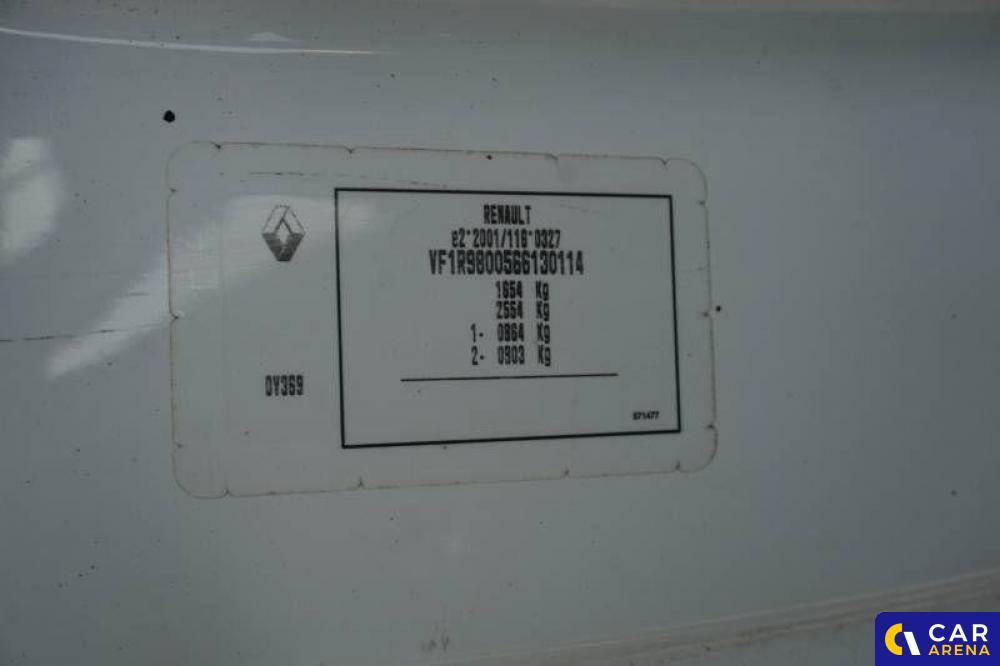 RENAULT
e2*2001/116*0327
VF1R9800566130114
1654 Kg
2554 Kg
1- 0864 Kg
2- 0903 Kg
DY369
571477
CAR
ARENA